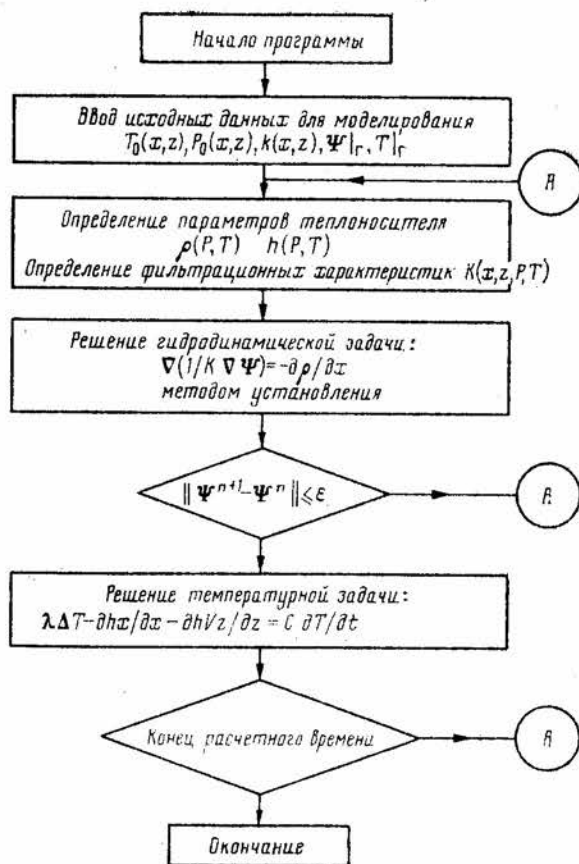 Начало программы
Ввод исходных данных для моделирования
T₀(x,z), P₀(x,z), k(x,z), Ψ|г, T|'г
Я
Определение параметров теплоносителя
ρ(P,T) h(P,T)
Определение фильтрационных характеристик K(x,z,P,T)
Решение гидродинамической задачи:
∇(1/K ∇Ψ)=-∂ρ/∂x
методом установления
‖Ψⁿ⁺¹-Ψⁿ‖⩽ε
Я
Решение температурной задачи:
λΔT-∂hx/∂x-∂hVz/∂z = C ∂T/∂t
Конец расчетного времени
Я
Окончание